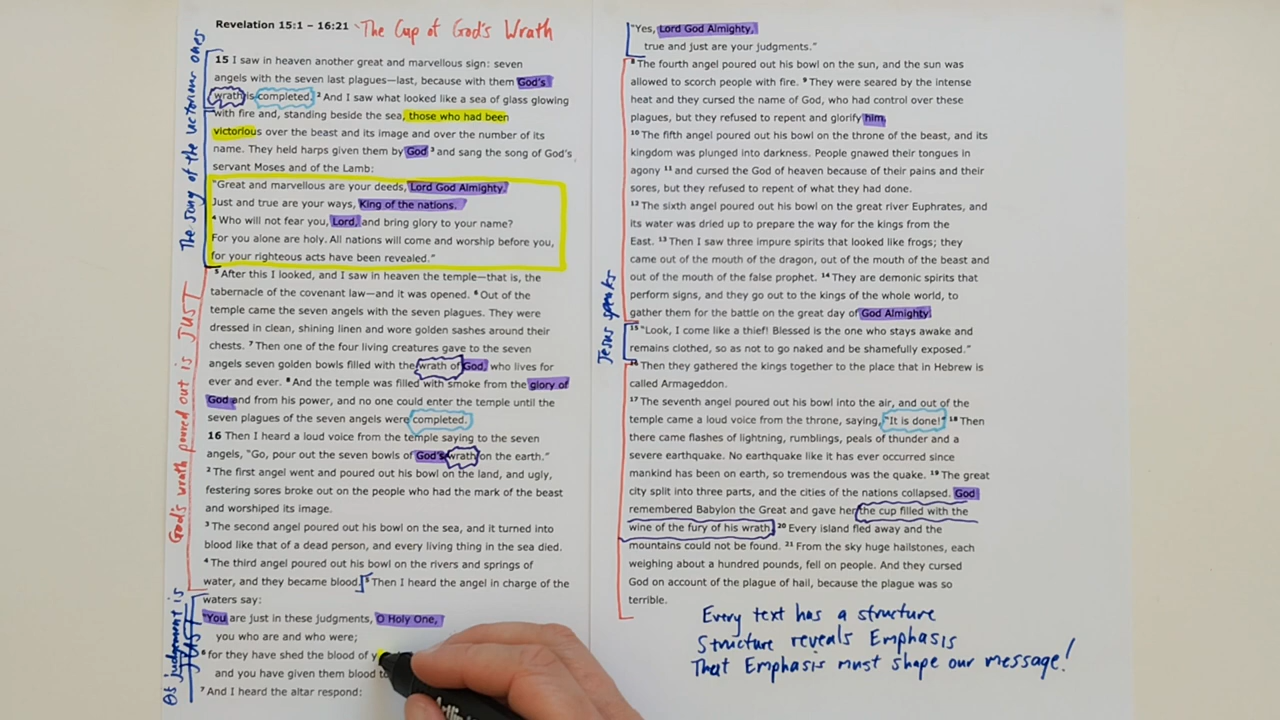 Revelation 15:1 – 16:21
The Cup of God's Wrath
The song of the victorious ones
15 I saw in heaven another great and marvellous sign: seven
angels with the seven last plagues—last, because with them God's
wrath is completed. 2 And I saw what looked like a sea of glass glowing
with fire and, standing beside the sea, those who had been
victorious over the beast and its image and over the number of its
name. They held harps given them by God 3 and sang the song of God's
servant Moses and of the Lamb:
"Great and marvellous are your deeds, Lord God Almighty.
Just and true are your ways, King of the nations.
4 Who will not fear you, Lord, and bring glory to your name?
For you alone are holy. All nations will come and worship before you,
for your righteous acts have been revealed."
God's wrath poured out is JUST
5 After this I looked, and I saw in heaven the temple—that is, the
tabernacle of the covenant law—and it was opened. 6 Out of the
temple came the seven angels with the seven plagues. They were
dressed in clean, shining linen and wore golden sashes around their
chests. 7 Then one of the four living creatures gave to the seven
angels seven golden bowls filled with the wrath of God, who lives for
ever and ever. 8 And the temple was filled with smoke from the glory of
God and from his power, and no one could enter the temple until the
seven plagues of the seven angels were completed.
16 Then I heard a loud voice from the temple saying to the seven
angels, "Go, pour out the seven bowls of God's wrath on the earth."
2 The first angel went and poured out his bowl on the land, and ugly,
festering sores broke out on the people who had the mark of the beast
and worshiped its image.
3 The second angel poured out his bowl on the sea, and it turned into
blood like that of a dead person, and every living thing in the sea died.
4 The third angel poured out his bowl on the rivers and springs of
water, and they became blood. 5 Then I heard the angel in charge of the
waters say:
judgement is
JUST
"You are just in these judgments, O Holy One,
you who are and who were;
6 for they have shed the blood of
and you have given them blood
7 And I heard the altar respond:
"Yes, Lord God Almighty,
true and just are your judgments."
8 The fourth angel poured out his bowl on the sun, and the sun was
allowed to scorch people with fire. 9 They were seared by the intense
heat and they cursed the name of God, who had control over these
plagues, but they refused to repent and glorify him.
10 The fifth angel poured out his bowl on the throne of the beast, and its
kingdom was plunged into darkness. People gnawed their tongues in
agony 11 and cursed the God of heaven because of their pains and their
sores, but they refused to repent of what they had done.
12 The sixth angel poured out his bowl on the great river Euphrates, and
its water was dried up to prepare the way for the kings from the
East. 13 Then I saw three impure spirits that looked like frogs; they
came out of the mouth of the dragon, out of the mouth of the beast and
out of the mouth of the false prophet. 14 They are demonic spirits that
perform signs, and they go out to the kings of the whole world, to
gather them for the battle on the great day of God Almighty.
Jesus speaks
15 "Look, I come like a thief! Blessed is the one who stays awake and
remains clothed, so as not to go naked and be shamefully exposed."
16 Then they gathered the kings together to the place that in Hebrew is
called Armageddon.
17 The seventh angel poured out his bowl into the air, and out of the
temple came a loud voice from the throne, saying, "It is done!" 18 Then
there came flashes of lightning, rumblings, peals of thunder and a
severe earthquake. No earthquake like it has ever occurred since
mankind has been on earth, so tremendous was the quake. 19 The great
city split into three parts, and the cities of the nations collapsed. God
remembered Babylon the Great and gave her the cup filled with the
wine of the fury of his wrath. 20 Every island fled away and the
mountains could not be found. 21 From the sky huge hailstones, each
weighing about a hundred pounds, fell on people. And they cursed
God on account of the plague of hail, because the plague was so
terrible.
Every text has a structure
Structure reveals Emphasis
That Emphasis must shape our message!